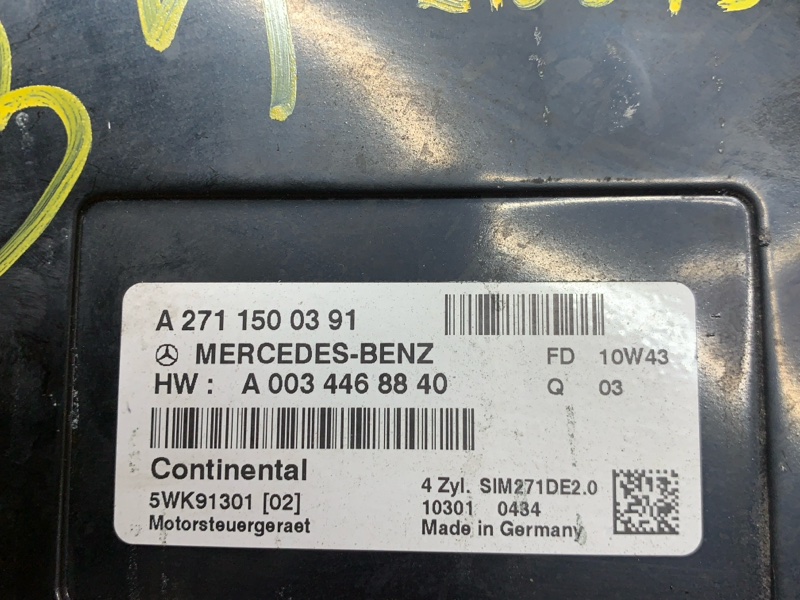 A 271 150 03 91
MERCEDES-BENZ FD 10W43
HW : A 003 446 88 40 Q 03
Continental
5WK91301 [02] 4 Zyl. SIM271DE2.0
Motorsteuergeraet 10301 0434
Made in Germany